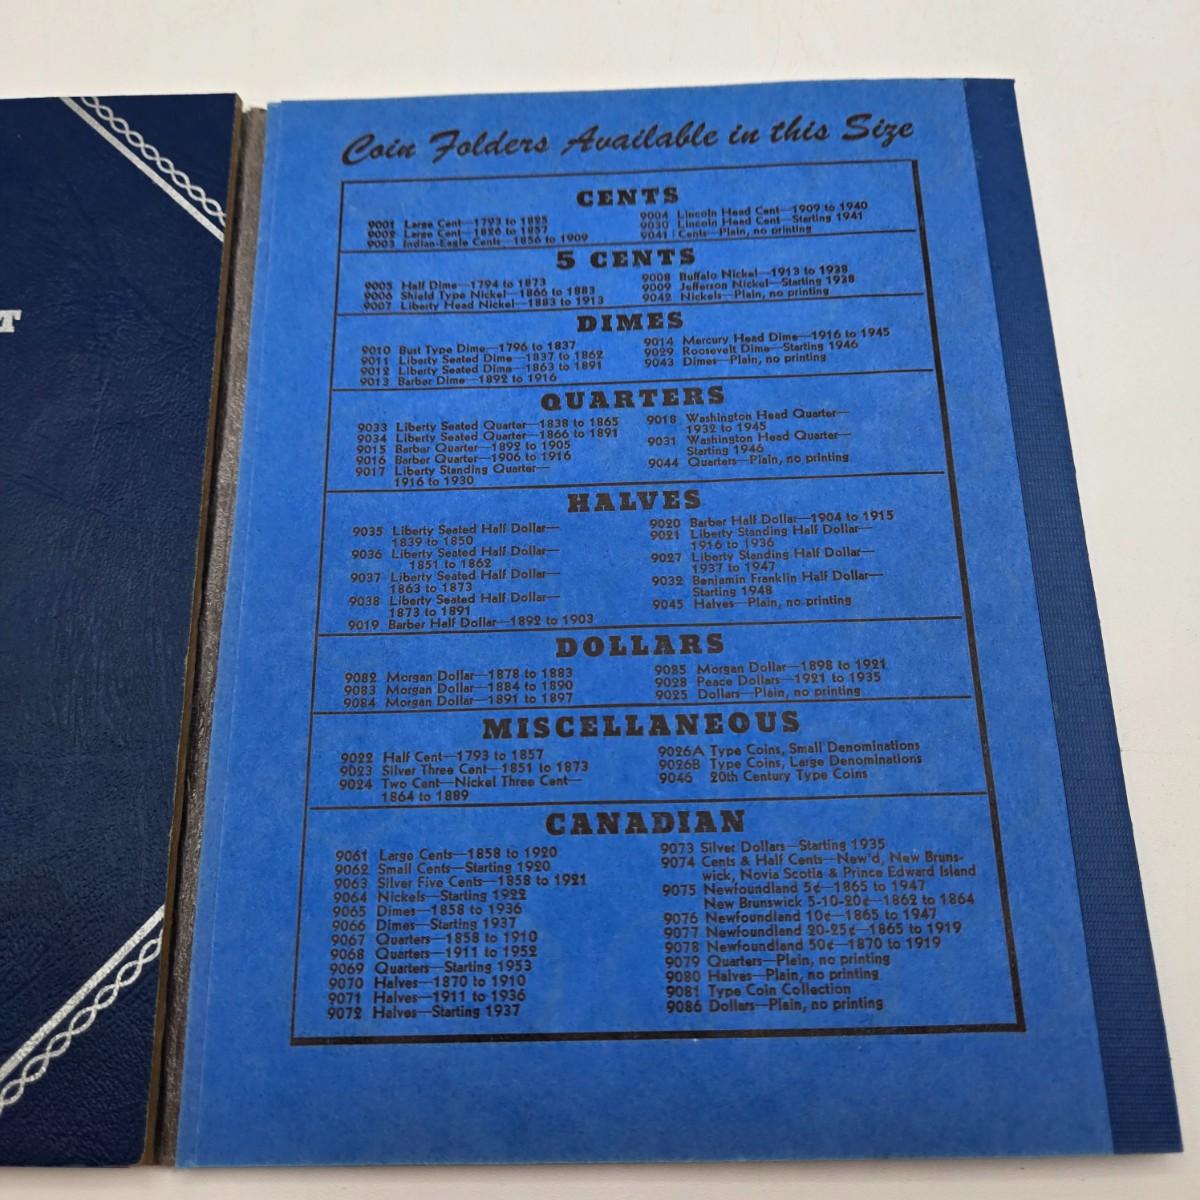 T
Coin Folders Available in this Size
CENTS
9001 Large Cent—1793 to 1825
9002 Large Cent—1826 to 1857
9003 Indian-Eagle Cents—1856 to 1909
9004 Lincoln Head Cent—1909 to 1940
9030 Lincoln Head Cent—Starting 1941
9041 Cents—Plain, no printing
5 CENTS
9005 Half Dime—1794 to 1873
9006 Shield Type Nickel—1866 to 1883
9007 Liberty Head Nickel—1883 to 1913
9008 Buffalo Nickel—1913 to 1938
9009 Jefferson Nickel—Starting 1938
9042 Nickels—Plain, no printing
DIMES
9010 Bust Type Dime—1796 to 1837
9011 Liberty Seated Dime—1837 to 1862
9012 Liberty Seated Dime—1863 to 1891
9013 Barber Dime—1892 to 1916
9014 Mercury Head Dime—1916 to 1945
9029 Roosevelt Dime—Starting 1946
9043 Dimes—Plain, no printing
QUARTERS
9033 Liberty Seated Quarter—1838 to 1865
9034 Liberty Seated Quarter—1866 to 1891
9015 Barber Quarter—1892 to 1905
9016 Barber Quarter—1906 to 1916
9017 Liberty Standing Quarter—
1916 to 1930
9018 Washington Head Quarter—
1932 to 1945
9031 Washington Head Quarter—
Starting 1946
9044 Quarters—Plain, no printing
HALVES
9035 Liberty Seated Half Dollar—
1839 to 1850
9036 Liberty Seated Half Dollar—
1851 to 1862
9037 Liberty Seated Half Dollar—
1863 to 1873
9038 Liberty Seated Half Dollar—
1873 to 1891
9019 Barber Half Dollar—1892 to 1903
9020 Barber Half Dollar—1904 to 1915
9021 Liberty Standing Half Dollar—
1916 to 1936
9027 Liberty Standing Half Dollar—
1937 to 1947
9032 Benjamin Franklin Half Dollar—
Starting 1948
9045 Halves—Plain, no printing
DOLLARS
9082 Morgan Dollar—1878 to 1883
9083 Morgan Dollar—1884 to 1890
9084 Morgan Dollar—1891 to 1897
9085 Morgan Dollar—1898 to 1921
9028 Peace Dollars—1921 to 1935
9025 Dollars—Plain, no printing
MISCELLANEOUS
9022 Half Cent—1793 to 1857
9023 Silver Three Cent—1851 to 1873
9024 Two Cent—Nickel Three Cent—
1864 to 1889
9026A Type Coins, Small Denominations
9026B Type Coins, Large Denominations
9046 20th Century Type Coins
CANADIAN
9061 Large Cents—1858 to 1920
9062 Small Cents—Starting 1920
9063 Silver Five Cents—1858 to 1921
9064 Nickels—Starting 1922
9065 Dimes—1858 to 1936
9066 Dimes—Starting 1937
9067 Quarters—1858 to 1910
9068 Quarters—1911 to 1952
9069 Quarters—Starting 1953
9070 Halves—1870 to 1910
9071 Halves—1911 to 1936
9072 Halves—Starting 1937
9073 Silver Dollars—Starting 1935
9074 Cents & Half Cents—New'd, New Bruns-
wick, Novia Scotia & Prince Edward Island
9075 Newfoundland 5¢—1865 to 1947
New Brunswick 5-10-20¢—1862 to 1864
9076 Newfoundland 10¢—1865 to 1947
9077 Newfoundland 20-25¢—1865 to 1919
9078 Newfoundland 50¢—1870 to 1919
9079 Quarters—Plain, no printing
9080 Halves—Plain, no printing
9081 Type Coin Collection
9086 Dollars—Plain, no printing